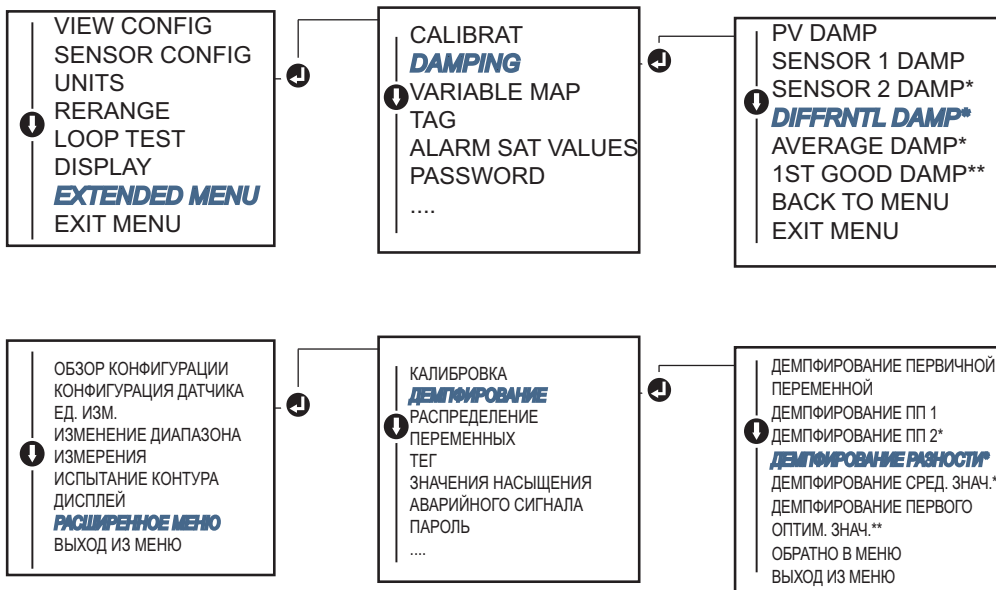 VIEW CONFIG
SENSOR CONFIG
UNITS
RERANGE
LOOP TEST
DISPLAY
EXTENDED MENU
EXIT MENU
CALIBRAT
DAMPING
VARIABLE MAP
TAG
ALARM SAT VALUES
PASSWORD
....
PV DAMP
SENSOR 1 DAMP
SENSOR 2 DAMP*
DIFFRNTL DAMP*
AVERAGE DAMP*
1ST GOOD DAMP**
BACK TO MENU
EXIT MENU
ОБЗОР КОНФИГУРАЦИИ
КОНФИГУРАЦИЯ ДАТЧИКА
ЕД. ИЗМ.
ИЗМЕНЕНИЕ ДИАПАЗОНА
ИЗМЕРЕНИЯ
ИСПЫТАНИЕ КОНТУРА
ДИСПЛЕЙ
РАСШИРЕННОЕ МЕНЮ
ВЫХОД ИЗ МЕНЮ
КАЛИБРОВКА
ДЕМПФИРОВАНИЕ
РАСПРЕДЕЛЕНИЕ
ПЕРЕМЕННЫХ
ТЕГ
ЗНАЧЕНИЯ НАСЫЩЕНИЯ
АВАРИЙНОГО СИГНАЛА
ПАРОЛЬ
....
ДЕМПФИРОВАНИЕ ПЕРВИЧНОЙ
ПЕРЕМЕННОЙ
ДЕМПФИРОВАНИЕ ПП 1
ДЕМПФИРОВАНИЕ ПП 2*
ДЕМПФИРОВАНИЕ РАЗНОСТИ*
ДЕМПФИРОВАНИЕ СРЕД. ЗНАЧ.*
ДЕМПФИРОВАНИЕ ПЕРВОГО
ОПТИМ. ЗНАЧ.**
ОБРАТНО В МЕНЮ
ВЫХОД ИЗ МЕНЮ